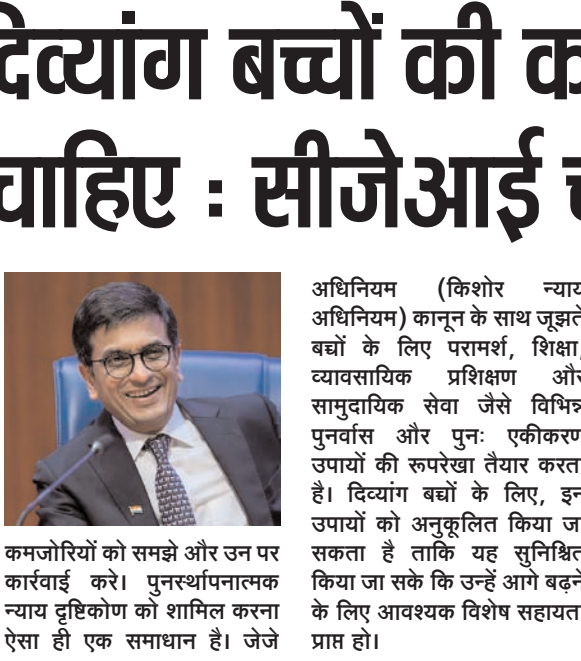 दिव्यांग बच्चों की
चाहिए : सीजेआई
कमजोरियों को समझे और उन पर
कार्रवाई करे। पुनर्स्थापनात्मक
न्याय दृष्टिकोण को शामिल करना
ऐसा ही एक समाधान है। जेजे
अधिनियम (किशोर न्याय
अधिनियम) कानून के साथ जूझते
बच्चों के लिए परामर्श, शिक्षा,
व्यावसायिक प्रशिक्षण और
सामुदायिक सेवा जैसे विभिन्न
पुनर्वास और पुनः एकीकरण
उपायों की रूपरेखा तैयार करता
है। दिव्यांग बच्चों के लिए, इन
उपायों को अनुकूलित किया जा
सकता है ताकि यह सुनिश्चित
किया जा सके कि उन्हें आगे बढ़ने
के लिए आवश्यक विशेष सहायता
प्राप्त हो।